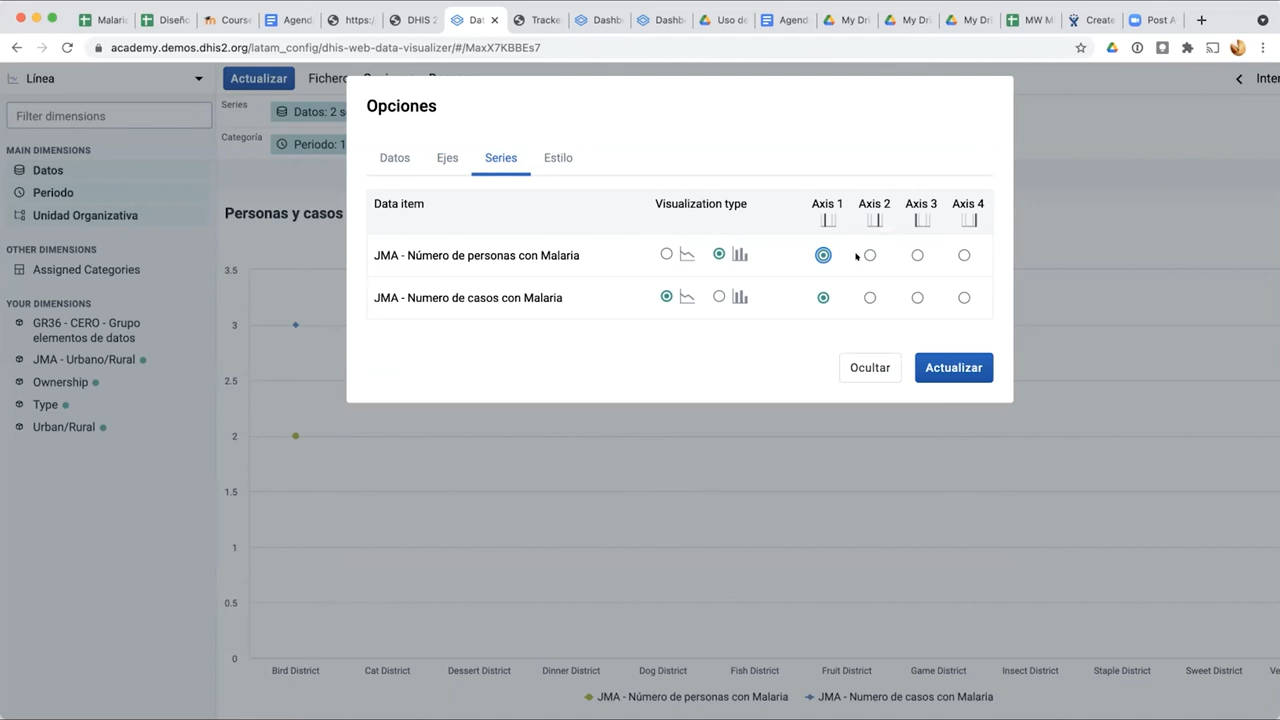 Malari
Diseño
Course
Agend
https:/
DHIS 2
Dat
Tracke
Dashb
Dashb
Uso de
Agend
My Dri
My Dri
My Dri
MW M
Create
Post A
academy.demos.dhis2.org/latam_config/dhis-web-data-visualizer/#/MaxX7KBBEs7
Línea
Actualizar
Ficher
Inter
Filter dimensions
Series
Datos: 2 s
Categoría
Periodo: 1
MAIN DIMENSIONS
Datos
Periodo
Unidad Organizativa
OTHER DIMENSIONS
Assigned Categories
YOUR DIMENSIONS
GR36 - CERO - Grupo
elementos de datos
JMA - Urbano/Rural
Ownership
Type
Urban/Rural
Opciones
Datos
Ejes
Series
Estilo
Data item
Visualization type
Axis 1
Axis 2
Axis 3
Axis 4
JMA - Número de personas con Malaria
JMA - Numero de casos con Malaria
Ocultar
Actualizar
Personas y casos
3.5
3
2.5
2
1.5
1
0.5
0
Bird District
Cat District
Dessert District
Dinner District
Dog District
Fish District
Fruit District
Game District
Insect District
Staple District
Sweet District
Ve
JMA - Número de personas con Malaria
JMA - Numero de casos con Malaria